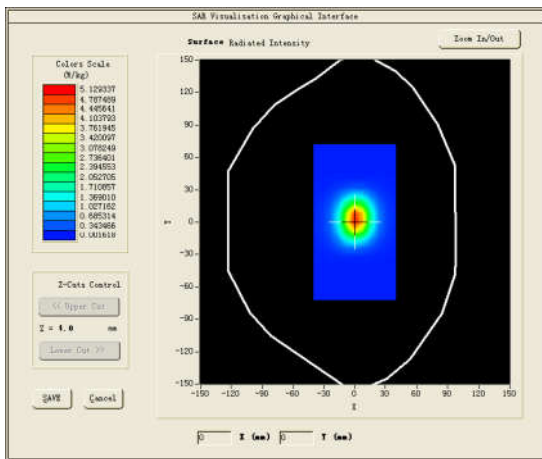 SAR Visualisation Graphical Interface
Surface Radiated Intensity
Zoom In/Out
Colors Scale
(W/kg)
5.129337
4.787489
4.445641
4.103793
3.761945
3.420097
3.078249
2.736401
2.394553
2.052705
1.710857
1.369010
1.027162
0.685314
0.343466
0.001618
150
120
90
60
30
0
-30
-60
-90
-120
-150
Y
-150 -120 -90 -60 -30 0 30 60 90 120 150
X
Z-Cuts Control
<< Upper Cut
Z = 4.0 mm
Lower Cut >>
SAVE Cancel
0 X (mm) 0 Y (mm)